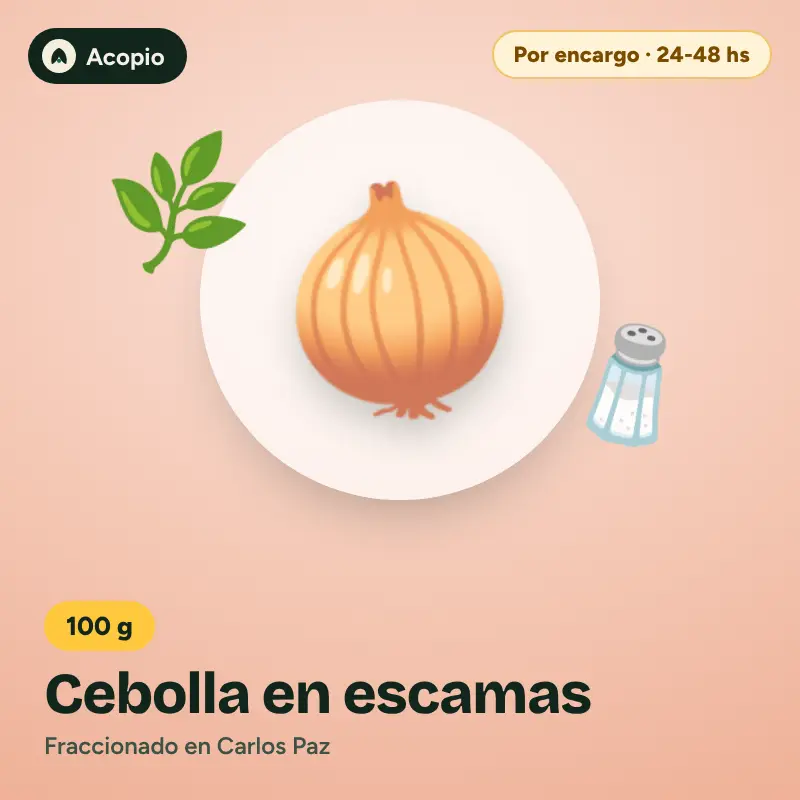 Acopio
Por encargo · 24-48 hs
100 g
Cebolla en escamas
Fraccionado en Carlos Paz